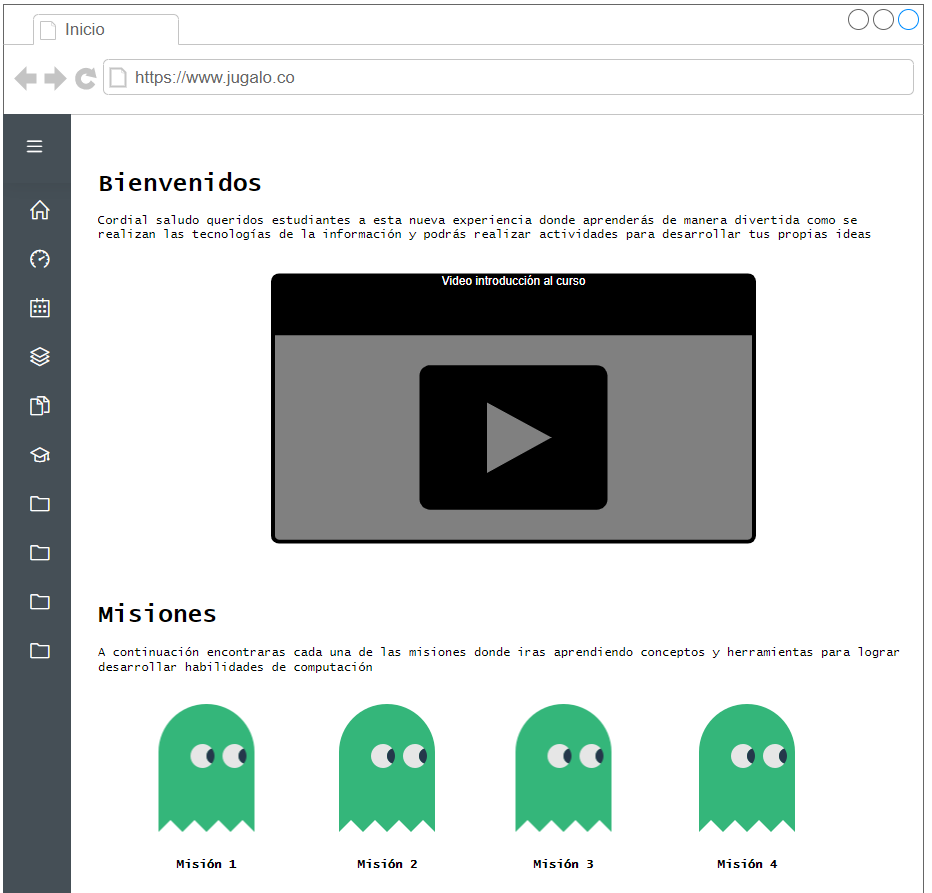 Inicio
https://www.jugalo.co
Bienvenidos
Cordial saludo queridos estudiantes a esta nueva experiencia donde aprenderás de manera divertida como se
realizan las tecnologías de la información y podrás realizar actividades para desarrollar tus propias ideas
Video introducción al curso
Misiones
A continuación encontraras cada una de las misiones donde iras aprendiendo conceptos y herramientas para lograr
desarrollar habilidades de computación
Misión 1
Misión 2
Misión 3
Misión 4